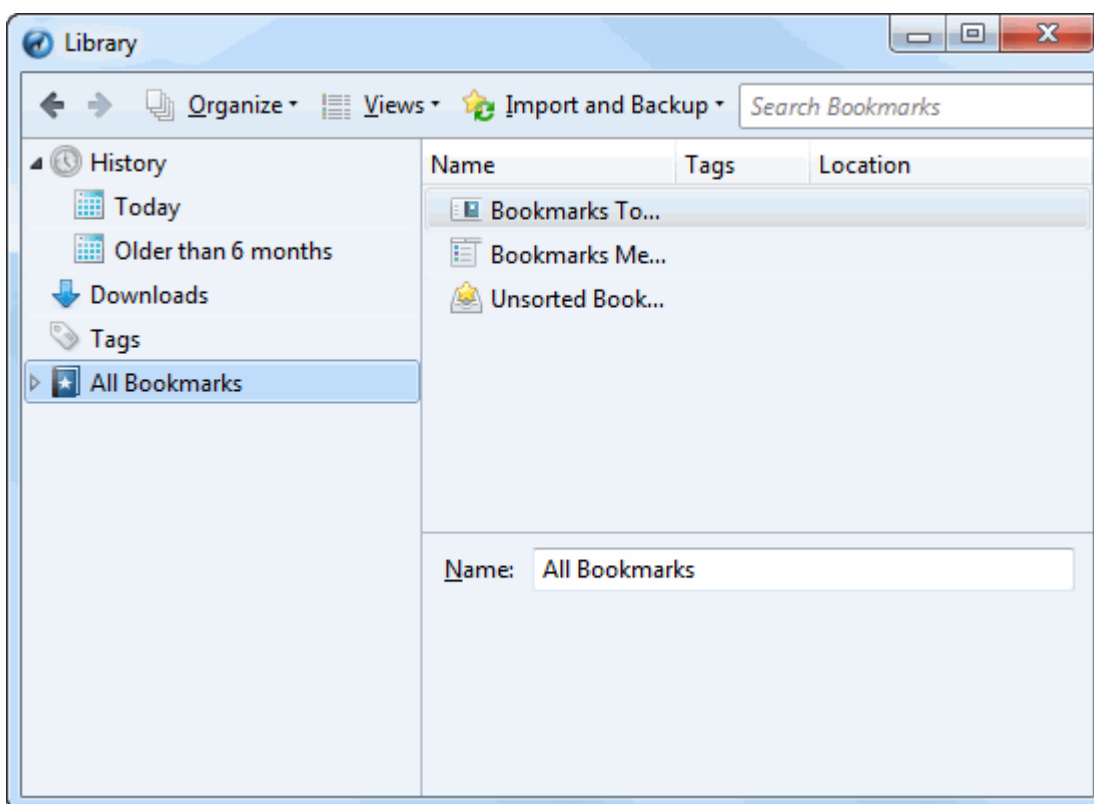 Library
Organize Views Import and Backup Search Bookmarks
History
Today
Older than 6 months
Downloads
Tags
All Bookmarks
Name Tags Location
Bookmarks To...
Bookmarks Me...
Unsorted Book...
Name: All Bookmarks